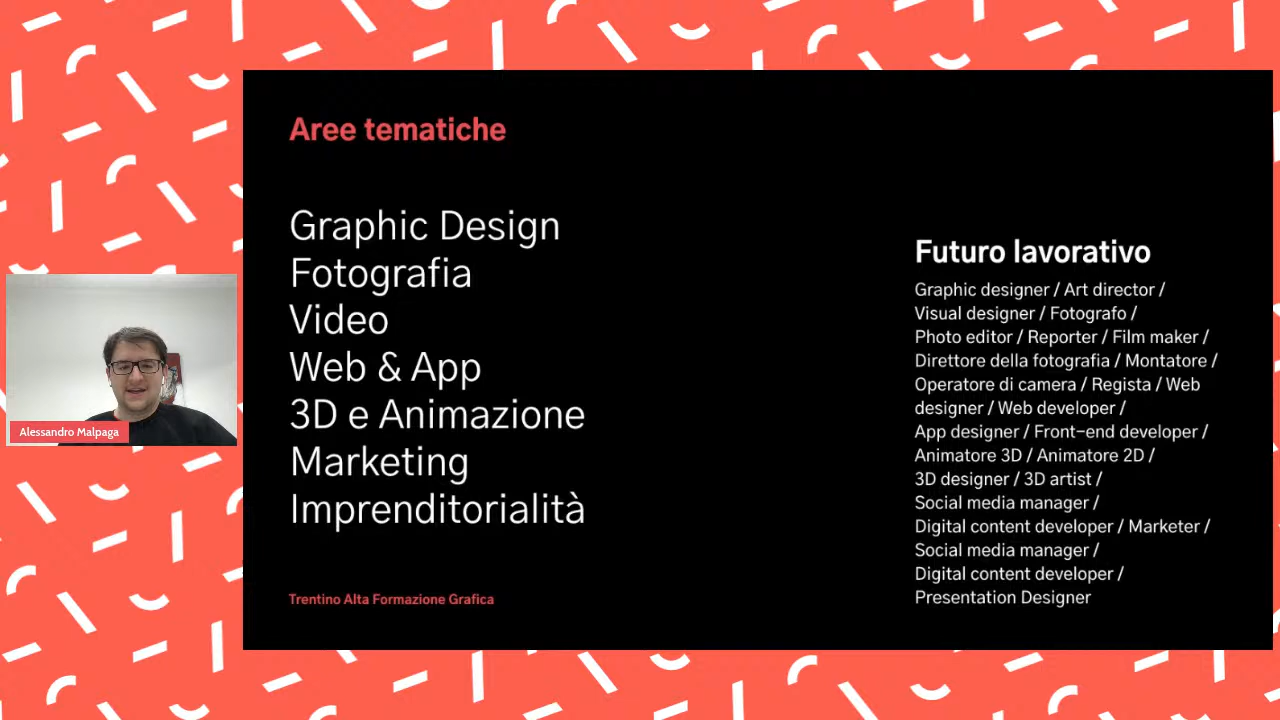 Aree tematiche
Graphic Design
Fotografia
Video
Web & App
3D e Animazione
Marketing
Imprenditorialità
Trentino Alta Formazione Grafica
Futuro lavorativo
Graphic designer / Art director /
Visual designer / Fotografo /
Photo editor / Reporter / Film maker /
Direttore della fotografia / Montatore /
Operatore di camera / Regista / Web
designer / Web developer /
App designer / Front-end developer /
Animatore 3D / Animatore 2D /
3D designer / 3D artist /
Social media manager /
Digital content developer / Marketer /
Social media manager /
Digital content developer /
Presentation Designer
Alessandro Malpaga